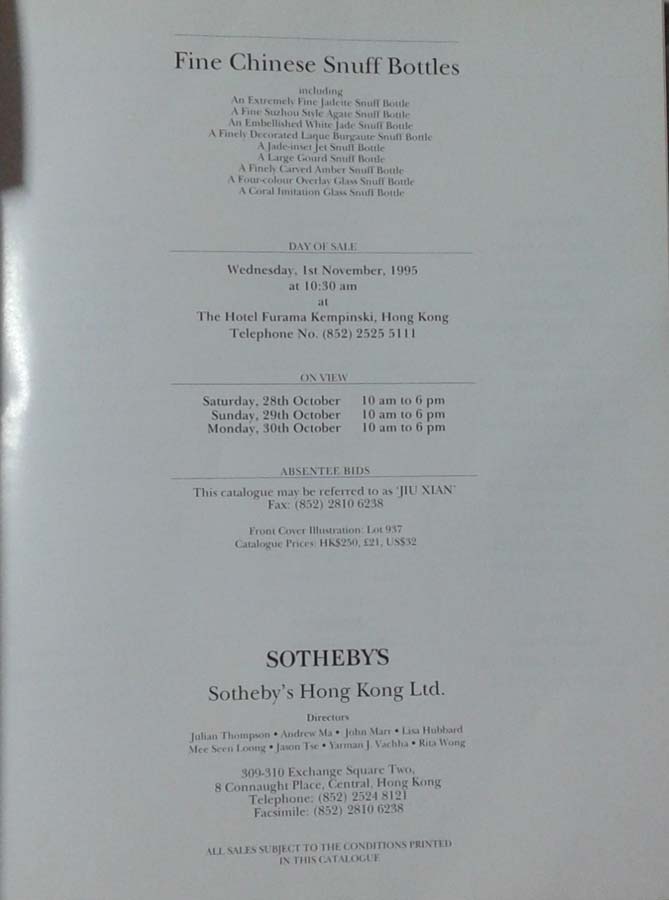 Fine Chinese Snuff Bottles
including
An Extremely Fine Jadeite Snuff Bottle
A Fine Suzhou Style Agate Snuff Bottle
An Embellished White Jade Snuff Bottle
A Finely Decorated Laque Burgaute Snuff Bottle
A Jade-inset Jet Snuff Bottle
A Large Gourd Snuff Bottle
A Finely Carved Amber Snuff Bottle
A Four-colour Overlay Glass Snuff Bottle
A Coral Imitation Glass Snuff Bottle
DAY OF SALE
Wednesday, 1st November, 1995
at 10:30 am
at
The Hotel Furama Kempinski, Hong Kong
Telephone No. (852) 2525 5111
ON VIEW
Saturday, 28th October 10 am to 6 pm
Sunday, 29th October 10 am to 6 pm
Monday, 30th October 10 am to 6 pm
ABSENTEE BIDS
This catalogue may be referred to as 'JIU XIAN'
Fax: (852) 2810 6238
Front Cover Illustration: Lot 937
Catalogue Prices: HK$250, £21, US$32
SOTHEBY'S
Sotheby's Hong Kong Ltd.
Directors
Julian Thompson • Andrew Ma • John Marr • Lisa Hubbard
Mee Seen Loong • Jason Tse • Yarman J. Vachha • Rita Wong
309-310 Exchange Square Two,
8 Connaught Place, Central, Hong Kong
Telephone: (852) 2524 8121
Facsimile: (852) 2810 6238
ALL SALES SUBJECT TO THE CONDITIONS PRINTED
IN THIS CATALOGUE